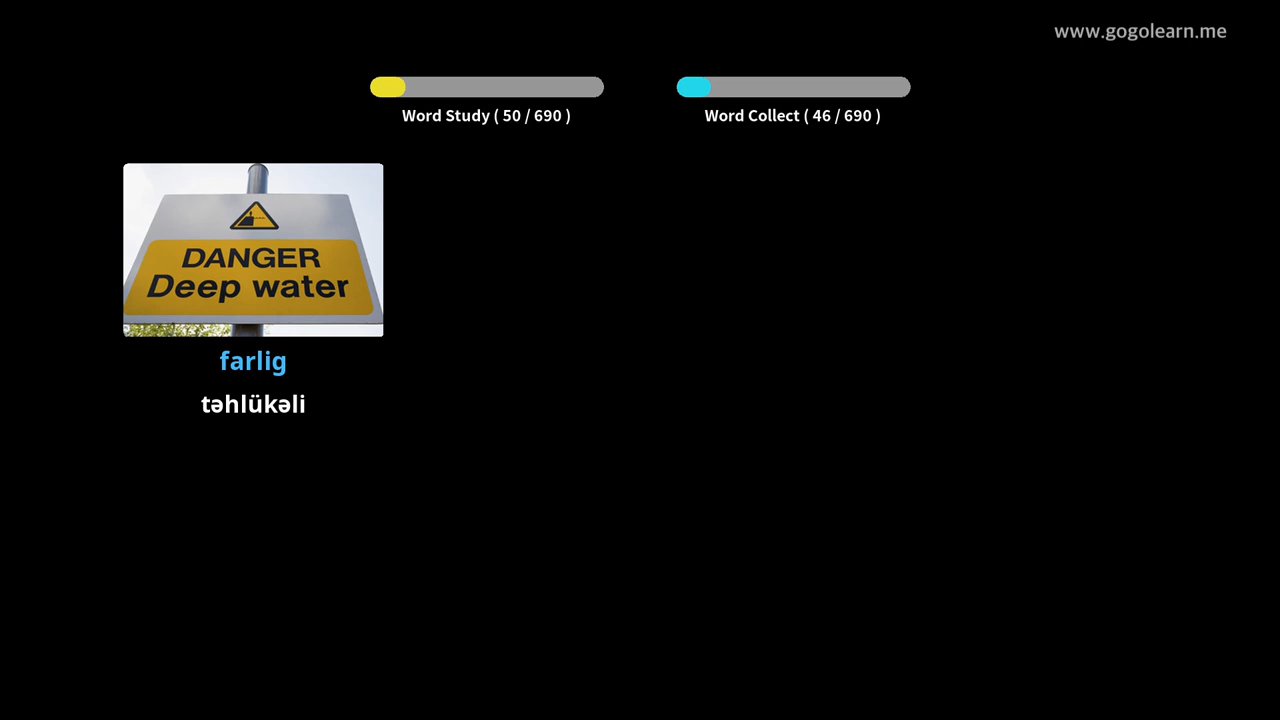 www.gogolearn.me
Word Study ( 50 / 690 )
Word Collect ( 46 / 690 )
DANGER
Deep water
farlig
təhlükəli